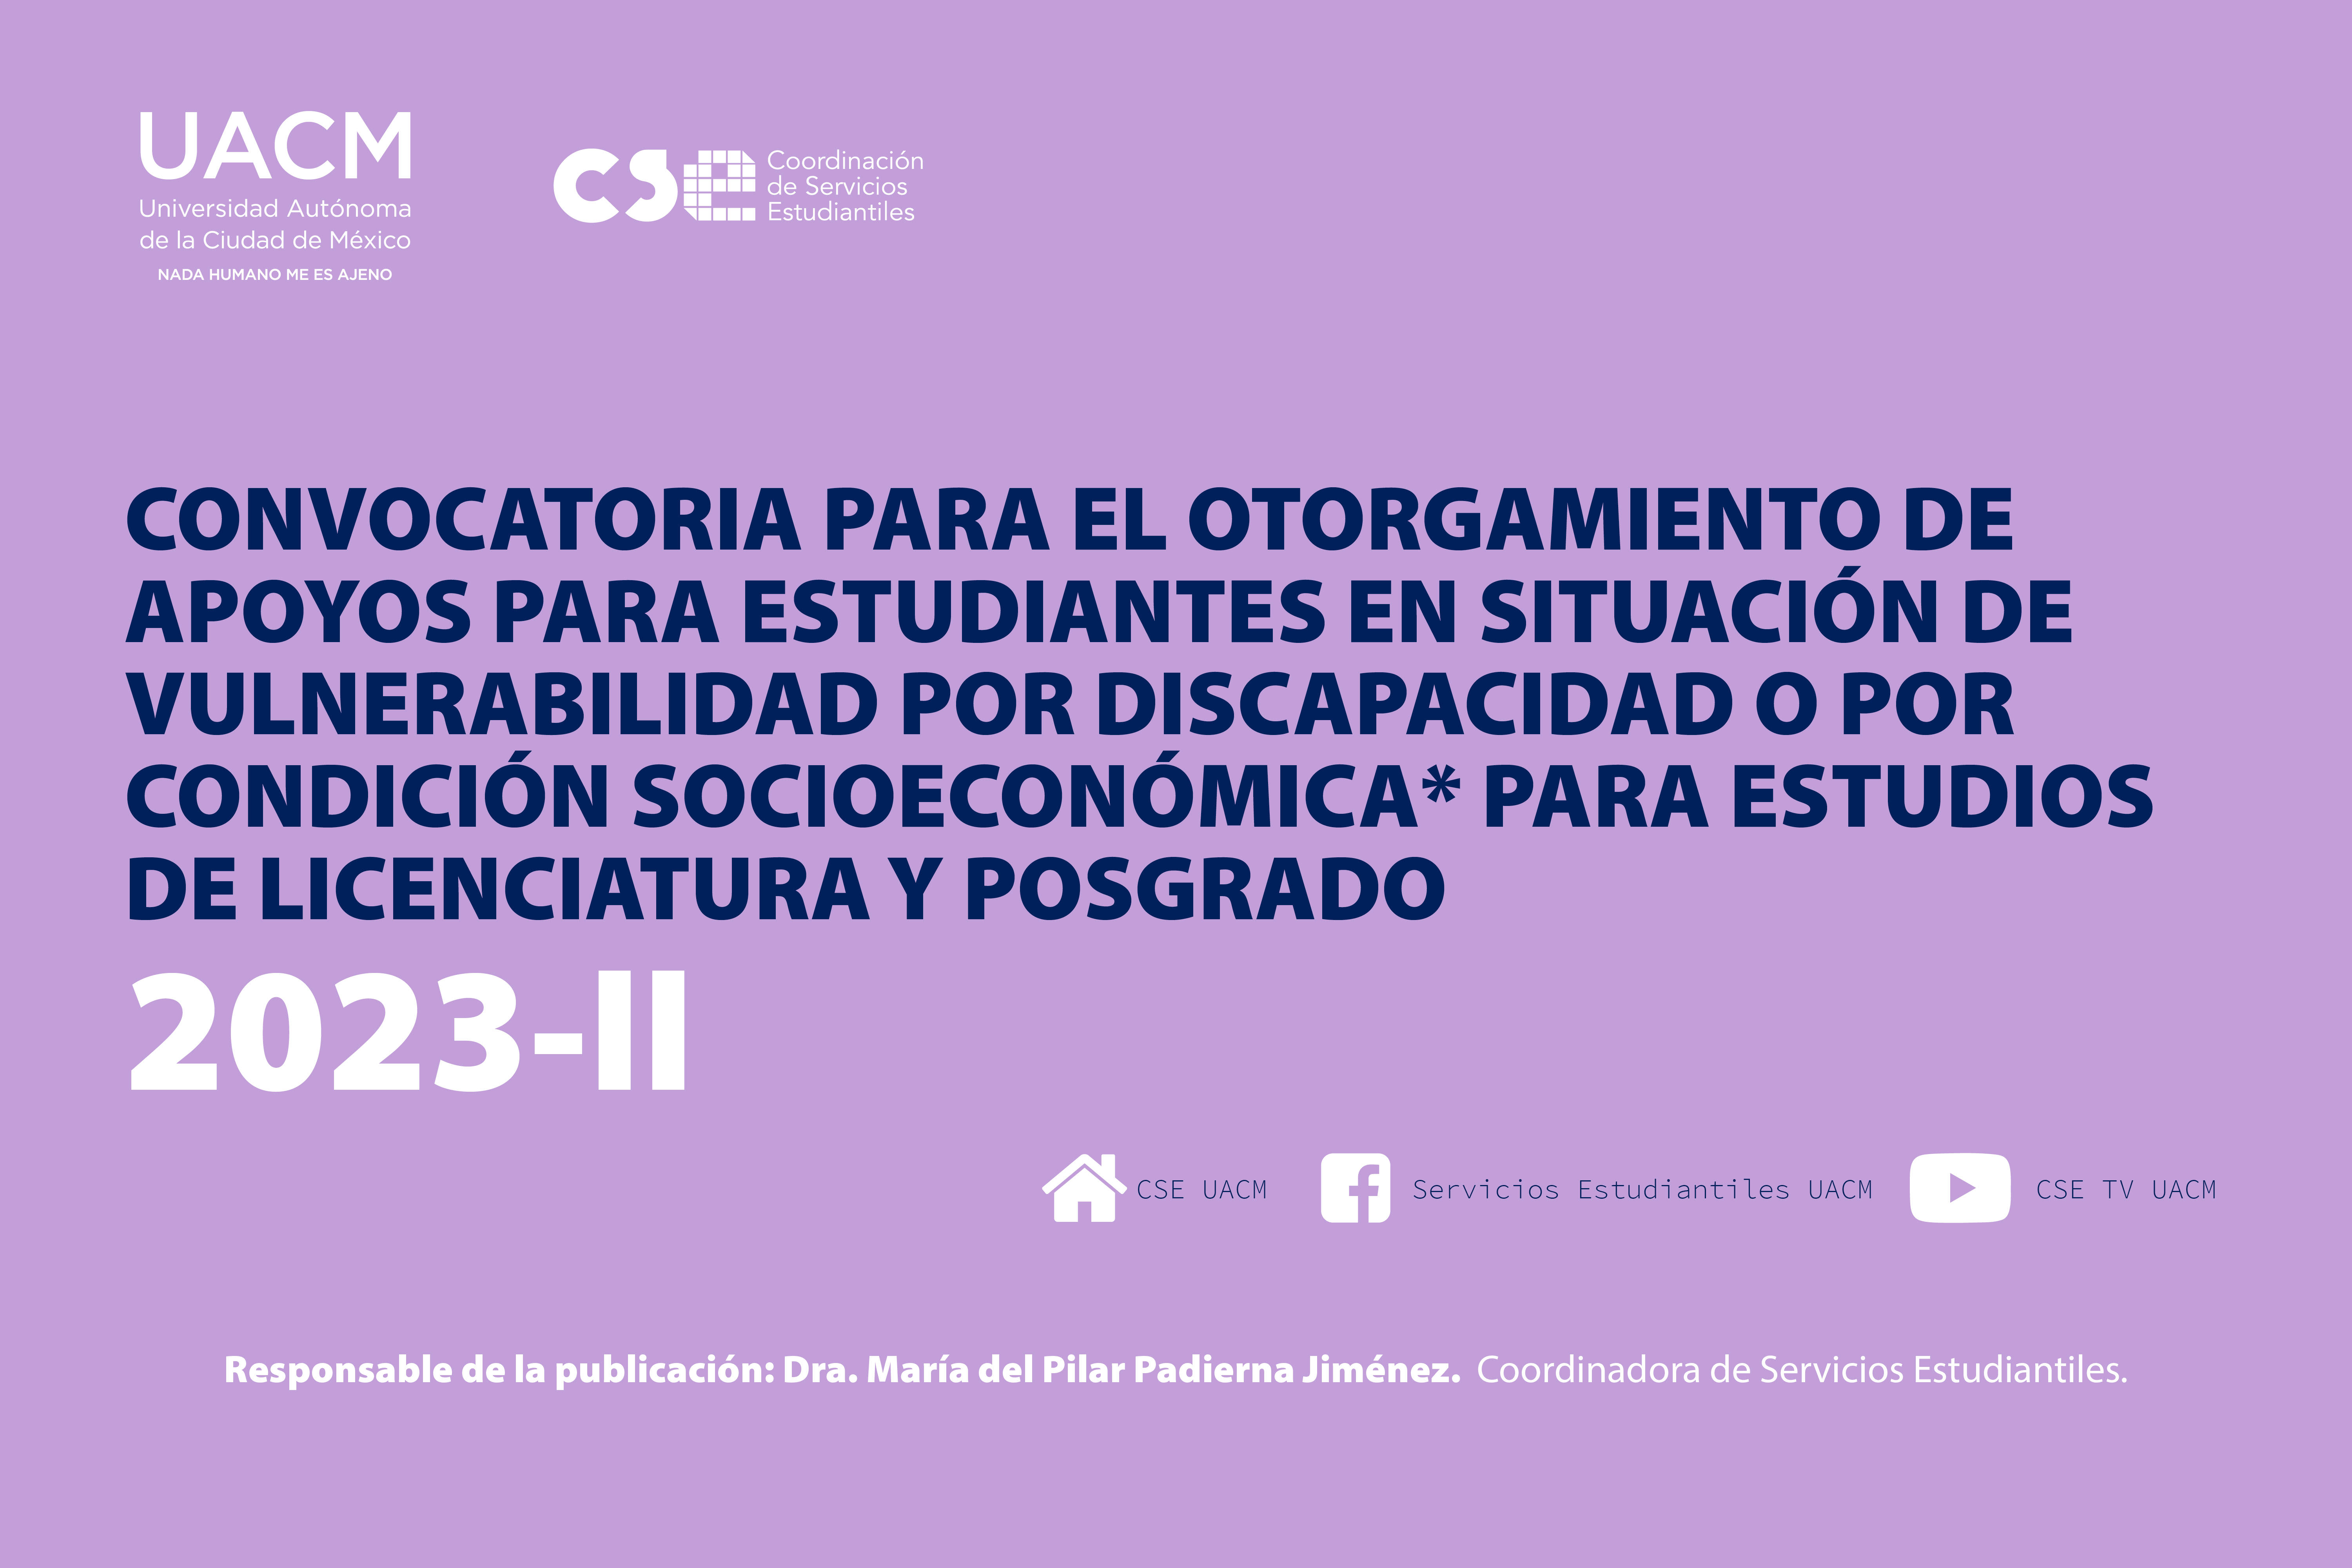 UACM
Universidad Autónoma
de la Ciudad de México
NADA HUMANO ME ES AJENO
cse
Coordinación
de Servicios
Estudiantiles
CONVOCATORIA PARA EL OTORGAMIENTO DE
APOYOS PARA ESTUDIANTES EN SITUACIÓN DE
VULNERABILIDAD POR DISCAPACIDAD O POR
CONDICIÓN SOCIOECONÓMICA* PARA ESTUDIOS
DE LICENCIATURA Y POSGRADO
2023-II
CSE UACM
Servicios Estudiantiles UACM
CSE TV UACM
Responsable de la publicación: Dra. María del Pilar Padierna Jiménez. Coordinadora de Servicios Estudiantiles.